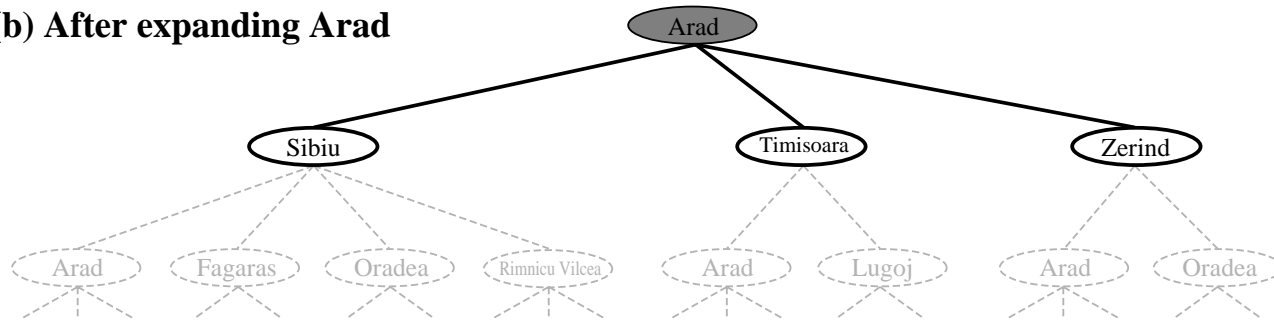 b) After expanding Arad
Arad
Sibiu
Timisoara
Zerind
Arad
Fagaras
Oradea
Rimnicu Vilcea
Arad
Lugoj
Arad
Oradea